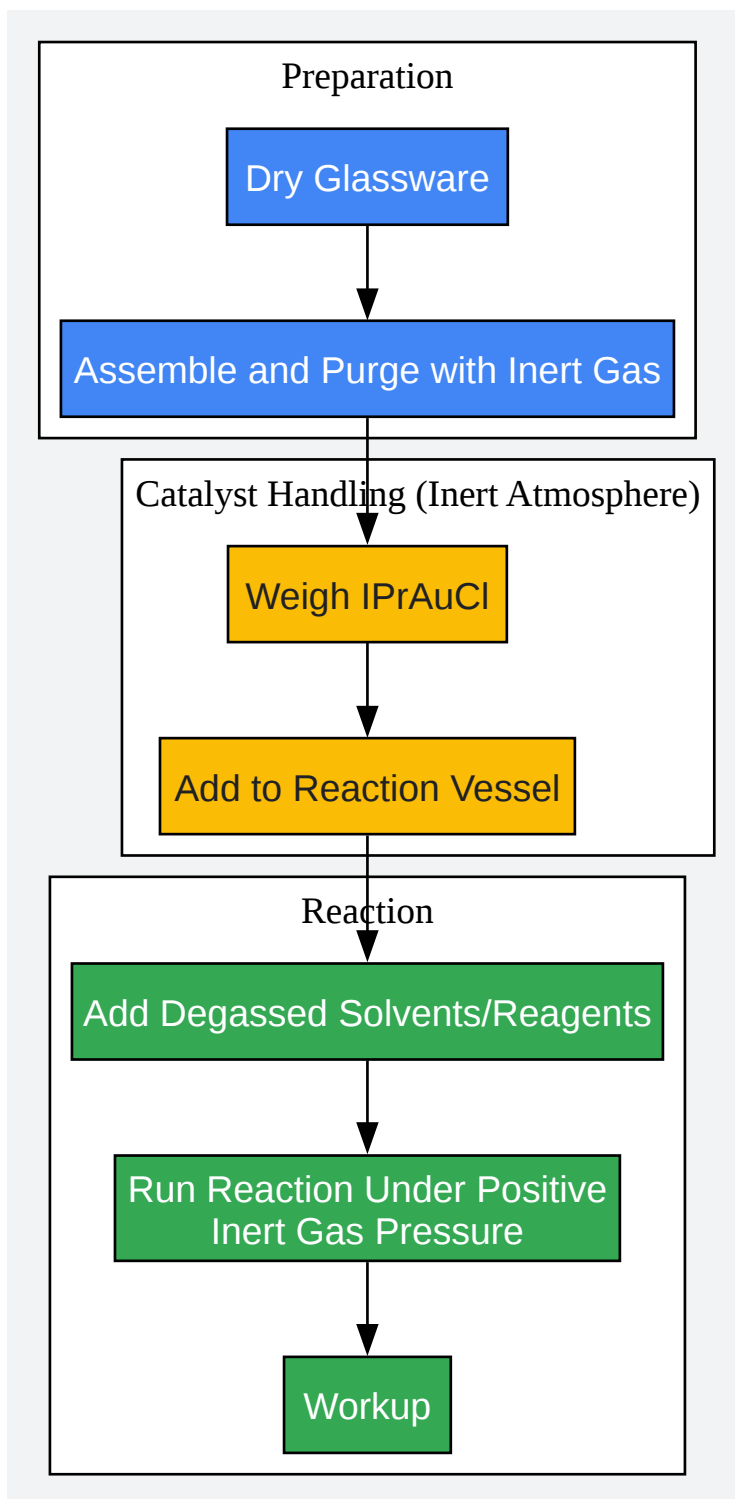 Preparation
Dry Glassware
Assemble and Purge with Inert Gas
Catalyst Handling (Inert Atmosphere)
Weigh IPrAuCl
Add to Reaction Vessel
Reaction
Add Degassed Solvents/Reagents
Run Reaction Under Positive
Inert Gas Pressure
Workup